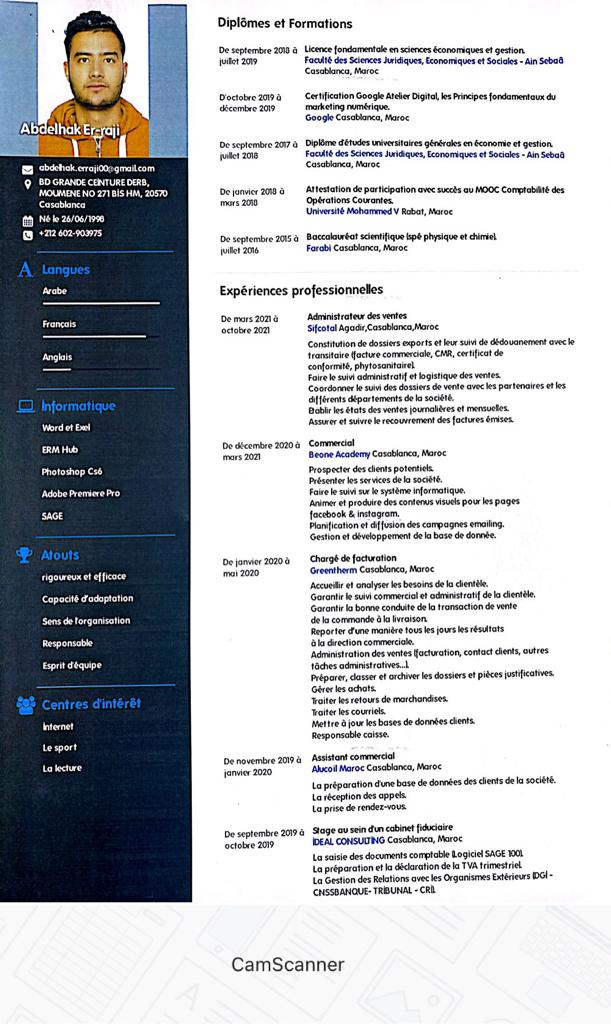 Abdelhak Er-raji
abdelhak.erraji00@gmail.com
BD GRANDE CENTURE DERB,
MOUMENE NO 271 BIS HM, 20570
Casablanca
Né le 26/06/1998
+212 602-903975
Langues
Arabe
Français
Anglais
Informatique
Word et Exel
ERM Hub
Photoshop Cs6
Adobe Premiere Pro
SAGE
Atouts
rigoureux et efficace
Capacité d'adaptation
Sens de l'organisation
Responsable
Esprit d'équipe
Centres d'intérêt
Internet
Le sport
La lecture
Diplômes et Formations
De septembre 2018 à juillet 2019
Licence fondamentale en sciences économiques et gestion.
Faculté des Sciences Juridiques, Economiques et Sociales - Ain Sebaâ
Casablanca, Maroc
D'octobre 2019 à décembre 2019
Certification Google Atelier Digital, les Principes fondamentaux du
marketing numérique.
Google Casablanca, Maroc
De septembre 2017 à juillet 2018
Diplôme d'études universitaires générales en économie et gestion.
Faculté des Sciences Juridiques, Economiques et Sociales - Ain Sebaâ
Casablanca, Maroc
De janvier 2018 à mars 2018
Attestation de participation avec succès au MOOC Comptabilité des
Opérations Courantes.
Université Mohammed V Rabat, Maroc
De septembre 2015 à juillet 2016
Baccalauréat scientifique (spé physique et chimie).
Farabi Casablanca, Maroc
Expériences professionnelles
De mars 2021 à octobre 2021
Administrateur des ventes
Sifcotal Agadir,Casablanca,Maroc
Constitution de dossiers exports et leur suivi de dédouanement avec le
transitaire (facture commerciale, CMR, certificat de
conformité, phytosanitaire).
Faire le suivi administratif et logistique des ventes.
Coordonner le suivi des dossiers de vente avec les partenaires et les
différents départements de la société.
Etablir les états des ventes journalières et mensuelles.
Assurer et suivre le recouvrement des factures émises.
De décembre 2020 à mars 2021
Commercial
Beone Academy Casablanca, Maroc
Prospecter des clients potentiels.
Présenter les services de la société.
Faire le suivi sur le système informatique.
Animer et produire des contenus visuels pour les pages
facebook & instagram.
Planification et diffusion des campagnes emailing.
Gestion et développement de la base de donnée.
De janvier 2020 à mai 2020
Chargé de facturation
Greentherm Casablanca, Maroc
Accueillir et analyser les besoins de la clientèle.
Garantir le suivi commercial et administratif de la clientèle.
Garantir la bonne conduite de la transaction de vente
de la commande à la livraison.
Reporter d'une manière tous les jours les résultats
à la direction commerciale.
Administration des ventes (facturation, contact clients, autres
tâches administratives...).
Préparer, classer et archiver les dossiers et pièces justificatives.
Gérer les achats.
Traiter les retours de marchandises.
Traiter les courriels.
Mettre à jour les bases de données clients.
Responsable caisse.
De novembre 2019 à janvier 2020
Assistant commercial
Alucoil Maroc Casablanca, Maroc
La préparation d'une base de données des clients de la société.
La réception des appels.
La prise de rendez-vous.
De septembre 2019 à octobre 2019
Stage au sein d'un cabinet fiduciaire
IDEAL CONSULTING Casablanca, Maroc
La saisie des documents comptable (Logiciel SAGE 100).
La préparation et la déclaration de la TVA trimestriel.
La Gestion des Relations avec les Organismes Extérieurs (DGI -
CNSSBANQUE- TRIBUNAL - CRI).
CamScanner